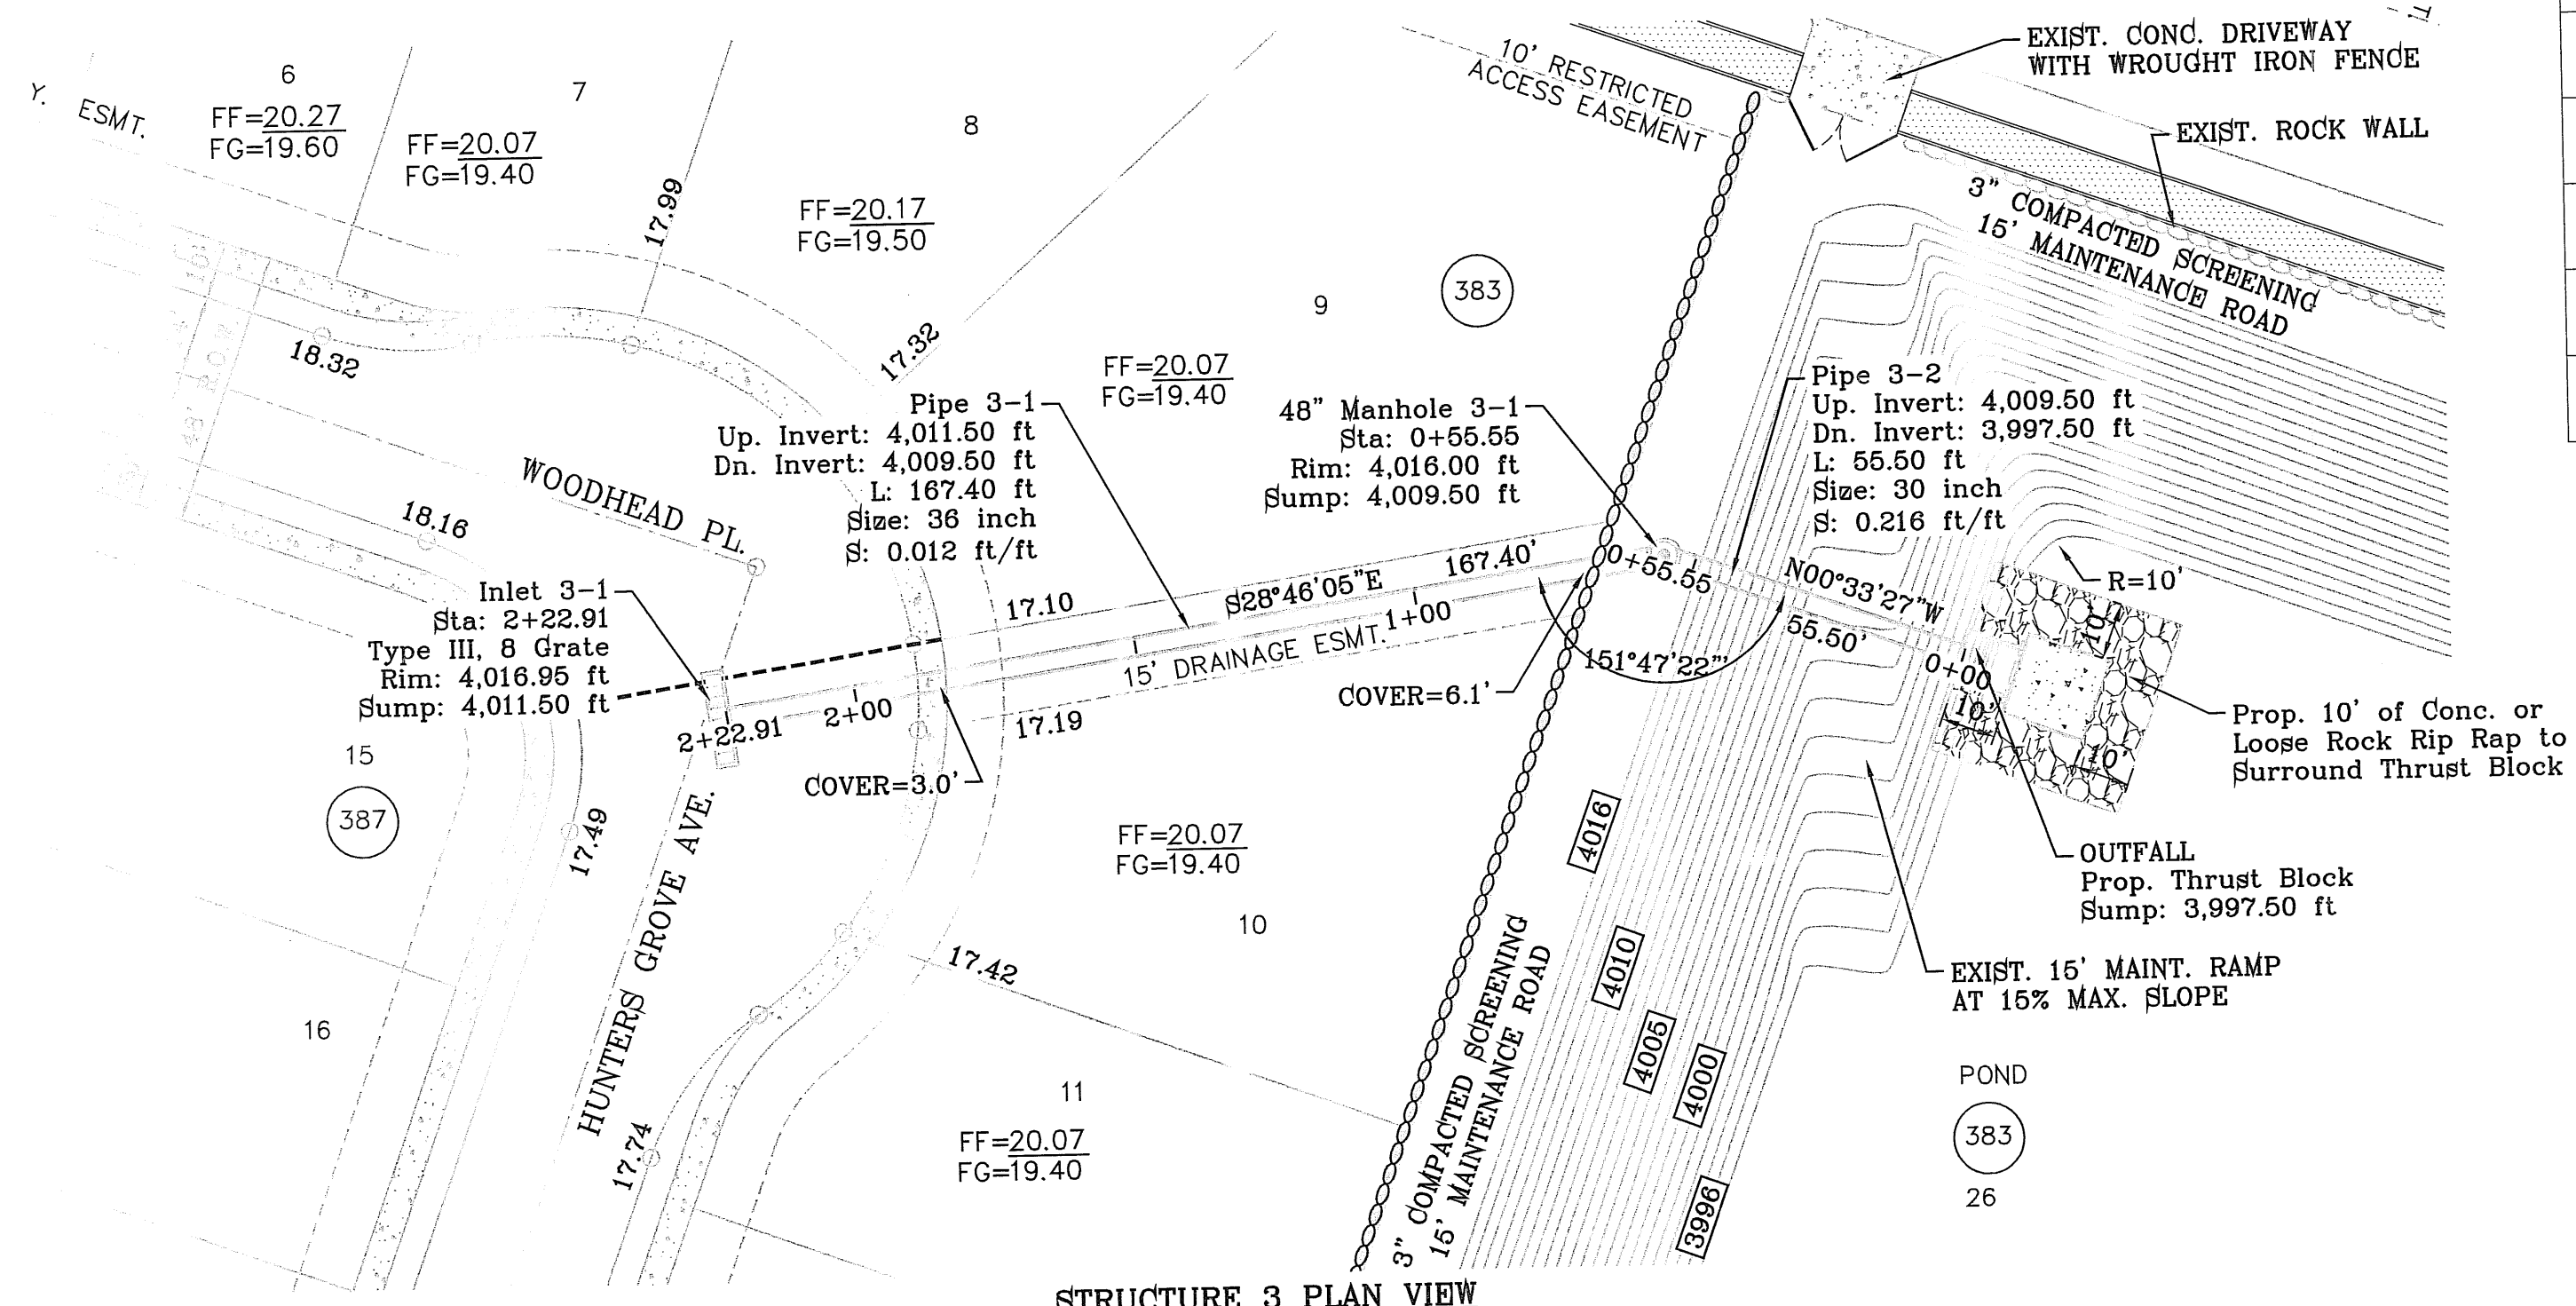 EXIST. CONC. DRIVEWAY
WITH WROUGHT IRON FENCE
EXIST. ROCK WALL
10' RESTRICTED
ACCESS EASEMENT
3" COMPACTED SCREENING
15' MAINTENANCE ROAD
Y. ESMT.
6
FF=20.27
FG=19.60
7
FF=20.07
FG=19.40
8
FF=20.17
FG=19.50
9
383
FF=20.07
FG=19.40
17.99
17.32
18.32
18.16
WOODHEAD PL.
Pipe 3-1
Up. Invert: 4,011.50 ft
Dn. Invert: 4,009.50 ft
L: 167.40 ft
Size: 36 inch
S: 0.012 ft/ft
48" Manhole 3-1
Sta: 0+55.55
Rim: 4,016.00 ft
Sump: 4,009.50 ft
Pipe 3-2
Up. Invert: 4,009.50 ft
Dn. Invert: 3,997.50 ft
L: 55.50 ft
Size: 30 inch
S: 0.216 ft/ft
Inlet 3-1
Sta: 2+22.91
Type III, 8 Grate
Rim: 4,016.95 ft
Sump: 4,011.50 ft
17.10
S28°46'05"E
167.40'
0+55.55
N00°33'27"W
55.50'
R=10'
10'
1+00
15' DRAINAGE ESMT.
151°47'22"
0+00
10'
10'
2+22.91
2+00
17.19
COVER=6.1'
COVER=3.0'
Prop. 10' of Conc. or
Loose Rock Rip Rap to
Surround Thrust Block
15
387
17.49
HUNTERS GROVE AVE.
FF=20.07
FG=19.40
10
17.42
4016
4010
4005
4000
3996
OUTFALL
Prop. Thrust Block
Sump: 3,997.50 ft
EXIST. 15' MAINT. RAMP
AT 15% MAX. SLOPE
16
17.74
11
FF=20.07
FG=19.40
3" COMPACTED SCREENING
15' MAINTENANCE ROAD
POND
383
26
STRUCTURE 3 PLAN VIEW